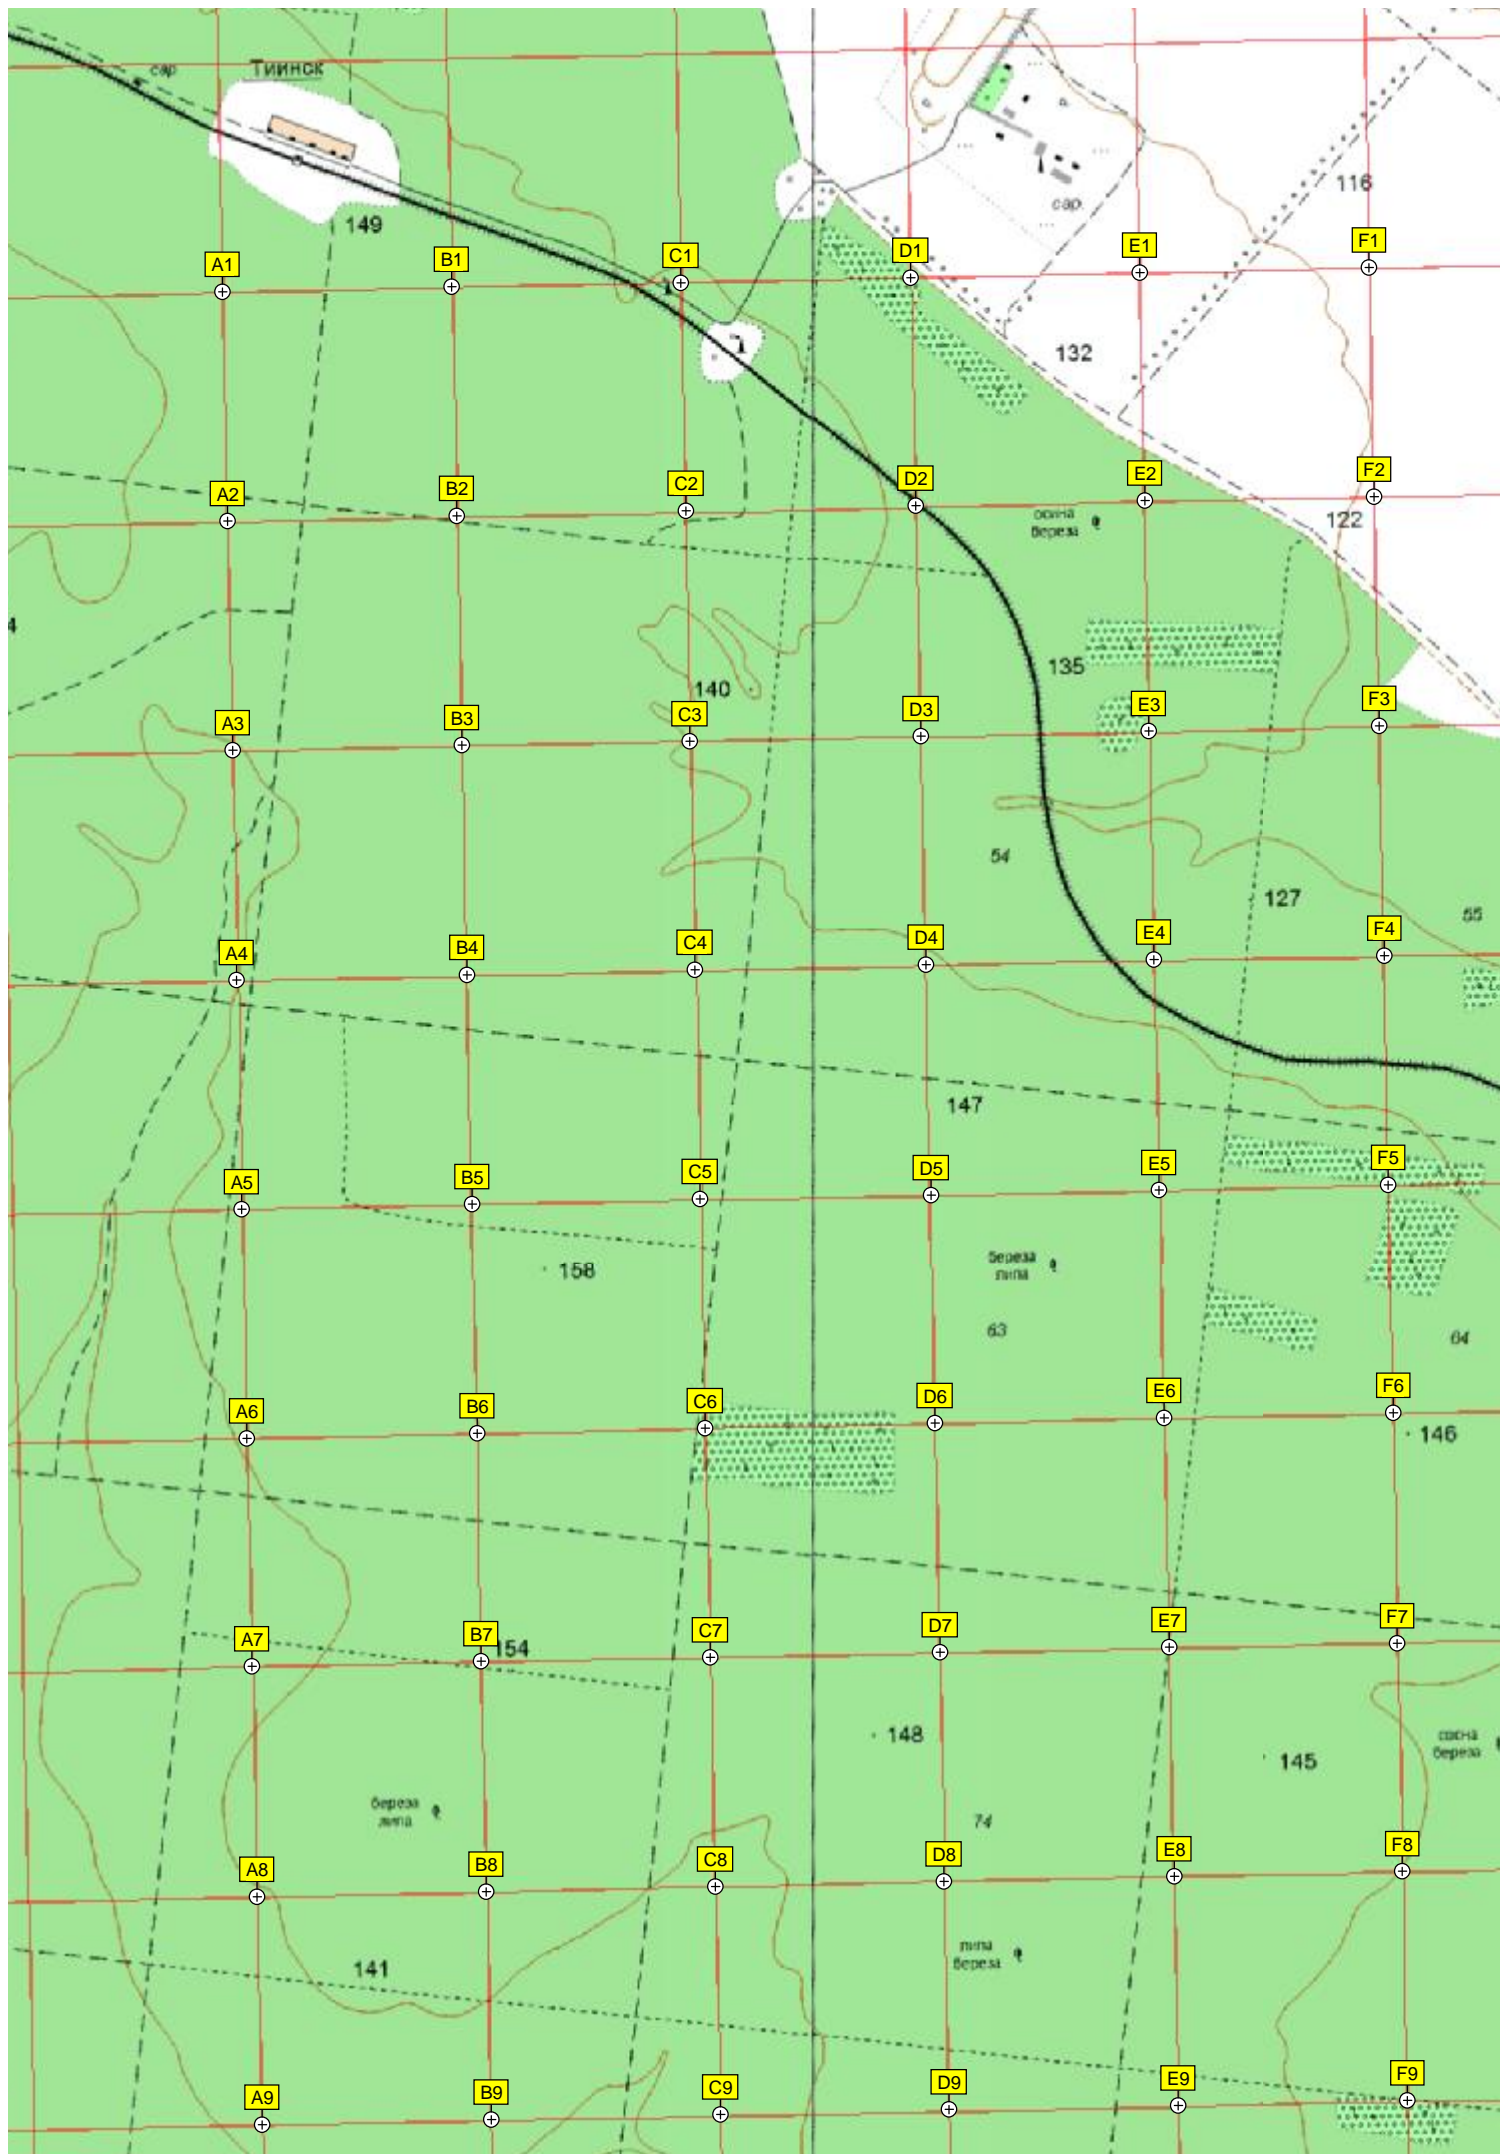 сар
Тиинск
116
сар
149
A1
B1
C1
D1
E1
F1
132
A2
B2
C2
D2
E2
F2
осина
береза
122
4
135
140
A3
B3
C3
D3
E3
F3
54
127
55
A4
B4
C4
D4
E4
F4
147
A5
B5
C5
D5
E5
F5
158
береза
липа
63
64
A6
B6
C6
D6
E6
F6
146
A7
B7
154
C7
D7
E7
F7
148
145
сосна
береза
береза
липа
74
A8
B8
C8
D8
E8
F8
липа
береза
141
A9
B9
C9
D9
E9
F9